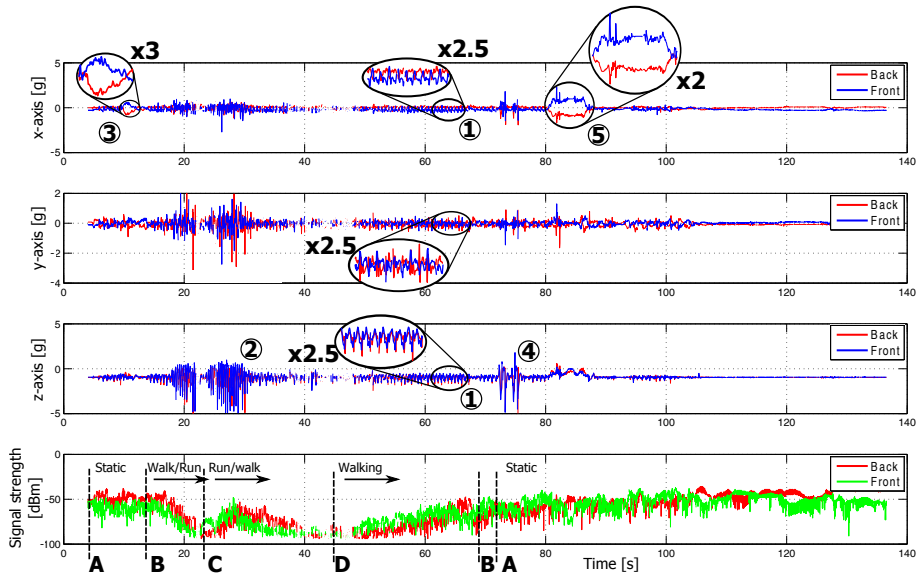 x3
x2.5
x2
x-axis [g]
5
0
-5
③
①
⑤
Back
Front
0 20 40 60 80 100 120 140
y-axis [g]
2
0
-2
-4
x2.5
Back
Front
0 20 40 60 80 100 120 140
z-axis [g]
5
0
-5
②
x2.5
④
①
Back
Front
0 20 40 60 80 100 120 140
Signal strength
[dBm]
0
-50
-100
Static Walk/Run Run/walk Walking Static
Back
Front
0 20 40 60 80 100 120 140
A B C D B A Time [s]